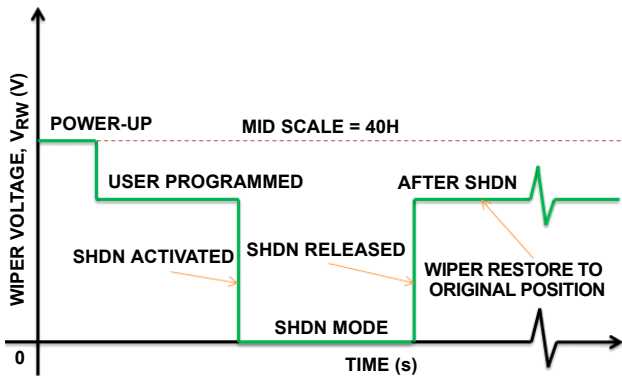 WIPER VOLTAGE, VRW (V)
POWER-UP
MID SCALE = 40H
USER PROGRAMMED
AFTER SHDN
SHDN ACTIVATED
SHDN RELEASED
WIPER RESTORE TO
ORIGINAL POSITION
SHDN MODE
0
TIME (s)